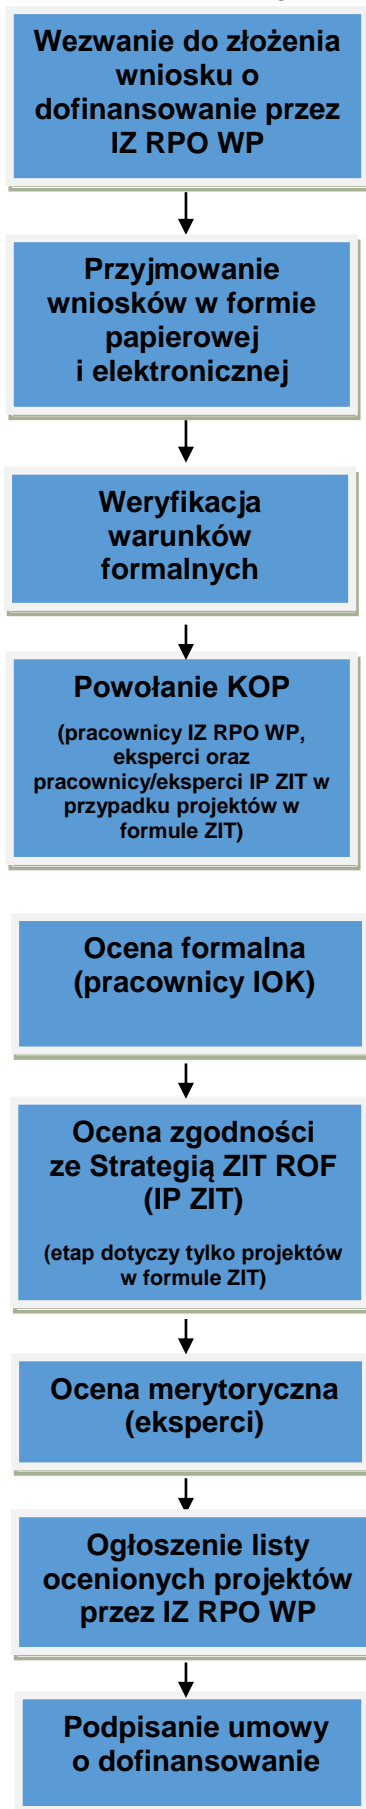 Wezwanie do złożenia
wniosku o
dofinansowanie przez
IZ RPO WP
Przyjmowanie
wniosków w formie
papierowej
i elektronicznej
Weryfikacja
warunków
formalnych
Powołanie KOP
(pracownicy IZ RPO WP,
eksperci oraz
pracownicy/eksperci IP ZIT w
przypadku projektów w
formule ZIT)
Ocena formalna
(pracownicy IOK)
Ocena zgodności
ze Strategią ZIT ROF
(IP ZIT)
(etap dotyczy tylko projektów
w formule ZIT)
Ocena merytoryczna
(eksperci)
Ogłoszenie listy
ocenionych projektów
przez IZ RPO WP
Podpisanie umowy
o dofinansowanie